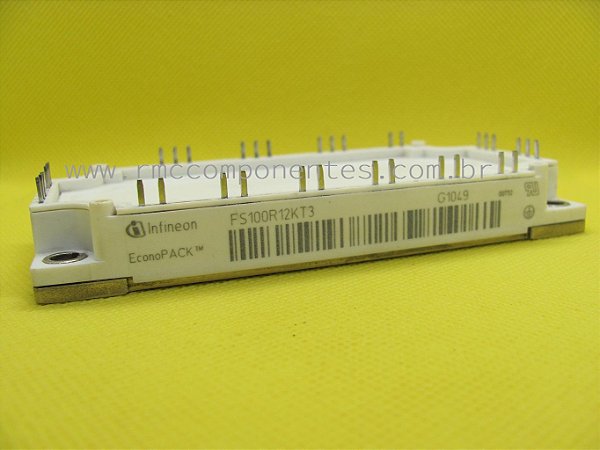 www.rmccomponentes.com.br
Infineon
FS100R12KT3
G1049
EconoPACK™